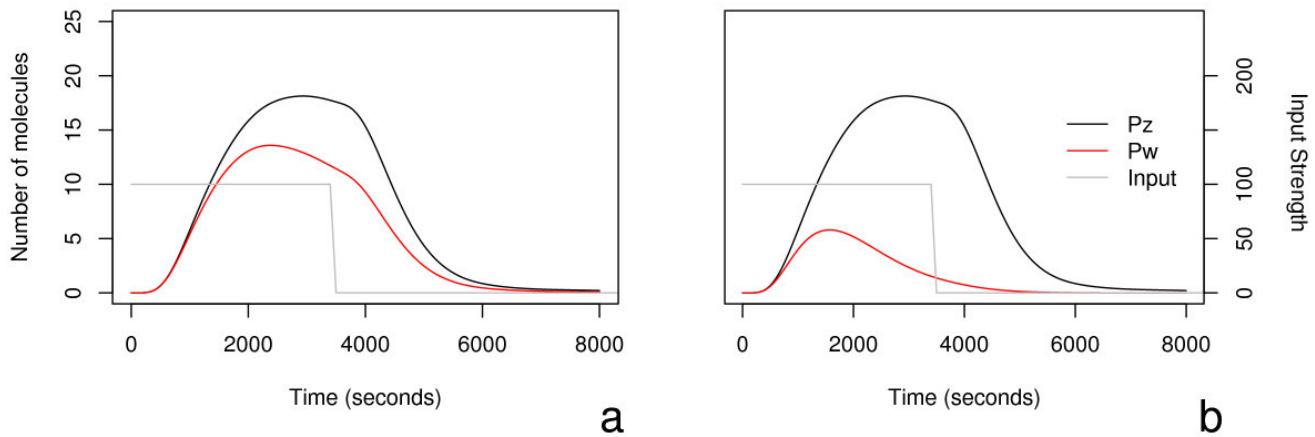 Number of molecules
25
20
15
10
5
0
0 2000 4000 6000 8000
Time (seconds)
a
200
100
50
0
Input Strength
Pz
Pw
Input
0 2000 4000 6000 8000
Time (seconds)
b